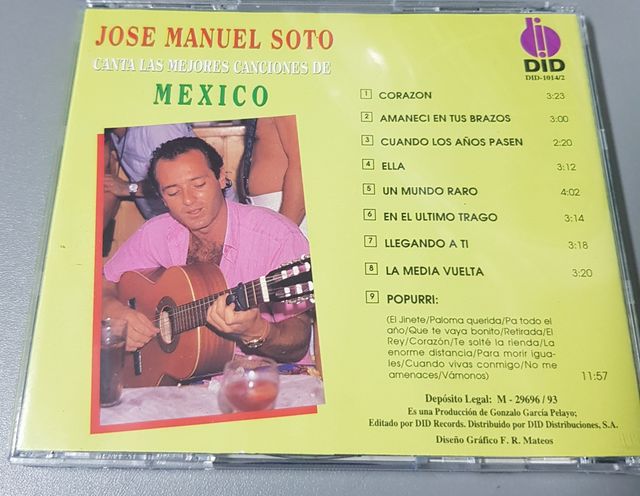 JOSE MANUEL SOTO
CANTA LAS MEJORES CANCIONES DE
MEXICO
DID
DID-1014/2
1 CORAZON 3:23
2 AMANECI EN TUS BRAZOS 3:00
3 CUANDO LOS AÑOS PASEN 2:20
4 ELLA 3:12
5 UN MUNDO RARO 4:02
6 EN EL ULTIMO TRAGO 3:14
7 LLEGANDO A TI 3:18
8 LA MEDIA VUELTA 3:20
9 POPURRI:
(El Jinete/Paloma querida/Pa todo el
año/Que te vaya bonito/Retirada/El
Rey/Corazón/Te solté la rienda/La
enorme distancia/Para morir igua-
les/Cuando vivas conmigo/No me
amenaces/Vámonos) 11:57
Depósito Legal: M - 29696 / 93
Es una Producción de Gonzalo García Pelayo;
Editado por DID Records. Distribuido por DID Distribuciones, S.A.
Diseño Gráfico F. R. Mateos